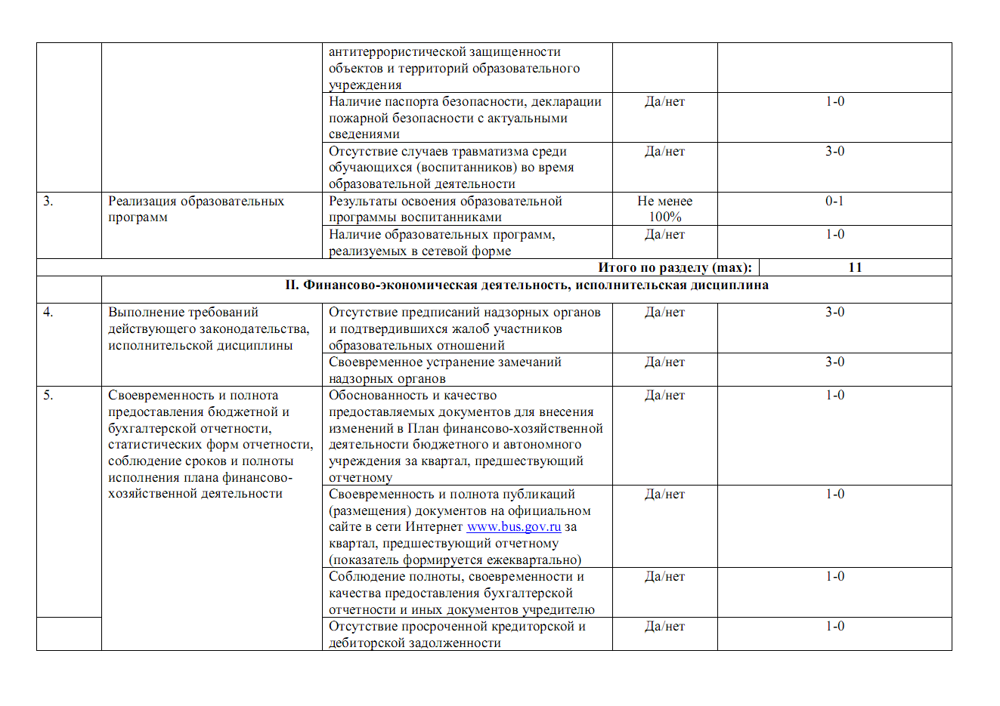 антитеррористической защищенности
объектов и территорий образовательного
учреждения
Наличие паспорта безопасности, декларации
пожарной безопасности с актуальными
сведениями
Да/нет
1-0
Отсутствие случаев травматизма среди
обучающихся (воспитанников) во время
образовательной деятельности
Да/нет
3-0
3.
Реализация образовательных
программ
Результаты освоения образовательной
программы воспитанниками
Не менее
100%
0-1
Наличие образовательных программ,
реализуемых в сетевой форме
Да/нет
1-0
Итого по разделу (max):
11
II. Финансово-экономическая деятельность, исполнительская дисциплина
4.
Выполнение требований
действующего законодательства,
исполнительской дисциплины
Отсутствие предписаний надзорных органов
и подтвердившихся жалоб участников
образовательных отношений
Да/нет
3-0
Своевременное устранение замечаний
надзорных органов
Да/нет
3-0
5.
Своевременность и полнота
предоставления бюджетной и
бухгалтерской отчетности,
статистических форм отчетности,
соблюдение сроков и полноты
исполнения плана финансово-
хозяйственной деятельности
Обоснованность и качество
предоставляемых документов для внесения
изменений в План финансово-хозяйственной
деятельности бюджетного и автономного
учреждения за квартал, предшествующий
отчетному
Да/нет
1-0
Своевременность и полнота публикаций
(размещения) документов на официальном
сайте в сети Интернет www.bus.gov.ru за
квартал, предшествующий отчетному
(показатель формируется ежеквартально)
Да/нет
1-0
Соблюдение полноты, своевременности и
качества предоставления бухгалтерской
отчетности и иных документов учредителю
Да/нет
1-0
Отсутствие просроченной кредиторской и
дебиторской задолженности
Да/нет
1-0